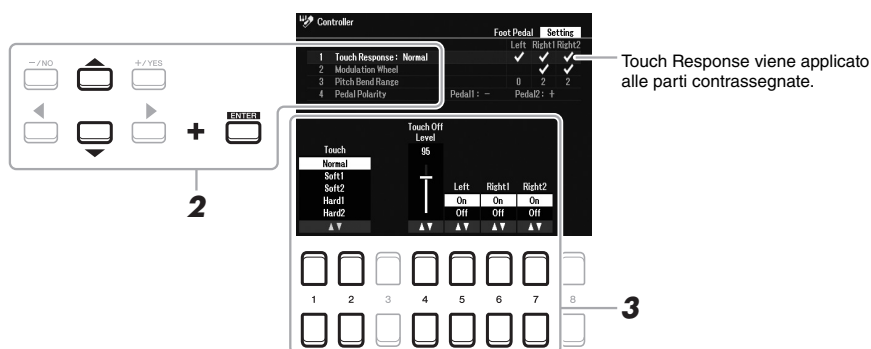 Controller
Foot Pedal Setting
Left Right1 Right2
1 Touch Response: Normal
2 Modulation Wheel
3 Pitch Bend Range 0 2 2
4 Pedal Polarity Pedal1: − Pedal2: +
Touch Response viene applicato
alle parti contrassegnate.
−/NO
+/YES
+
ENTER
2
Touch Off
Level
Touch 95
Normal
Soft1
Soft2 Left Right1 Right2
Hard1 On On On
Hard2 Off Off Off
1 2 3 4 5 6 7 8
3